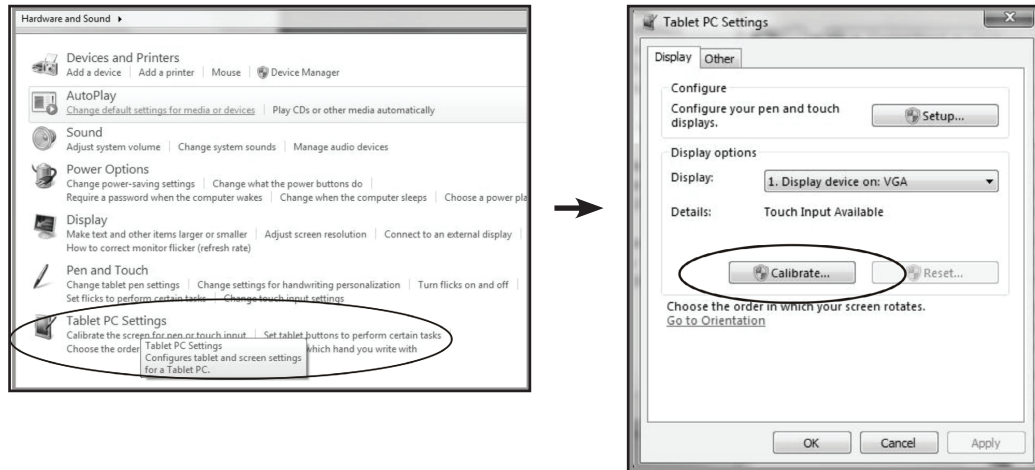 Hardware and Sound
Devices and Printers
Add a device Add a printer Mouse Device Manager
AutoPlay
Change default settings for media or devices Play CDs or other media automatically
Sound
Adjust system volume Change system sounds Manage audio devices
Power Options
Change power-saving settings Change what the power buttons do
Require a password when the computer wakes Change when the computer sleeps Choose a power pla
Display
Make text and other items larger or smaller Adjust screen resolution Connect to an external display
How to correct monitor flicker (refresh rate)
Pen and Touch
Change tablet pen settings Change settings for handwriting personalization Turn flicks on and off
Set flicks to perform certain tasks Change touch input settings
Tablet PC Settings
Calibrate the screen for pen or touch input Set tablet buttons to perform certain tasks
Choose the order which hand you write with
Tablet PC Settings
Configures tablet and screen settings
for a Tablet PC.
Tablet PC Settings
Display Other
Configure
Configure your pen and touch
displays.
Setup...
Display options
Display: 1. Display device on: VGA
Details: Touch Input Available
Calibrate... Reset...
Choose the order in which your screen rotates.
Go to Orientation
OK Cancel Apply